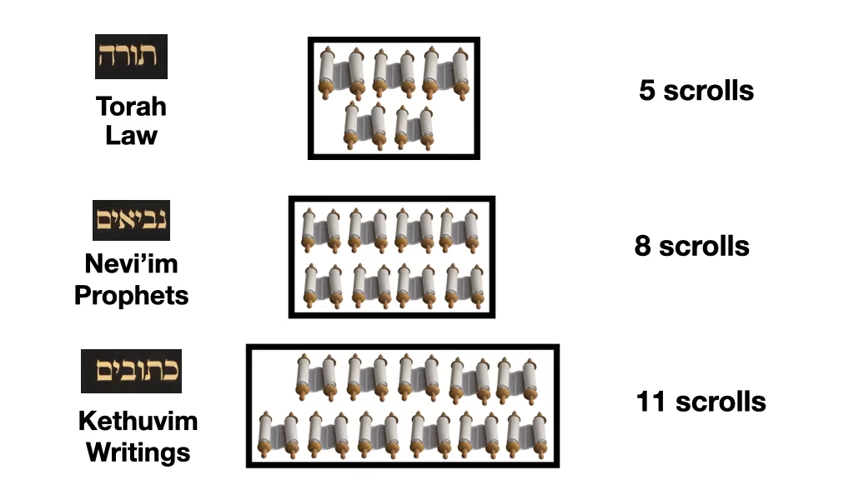 תורה
Torah
Law
5 scrolls
נביאים
Nevi’im
Prophets
8 scrolls
כתובים
Kethuvim
Writings
11 scrolls